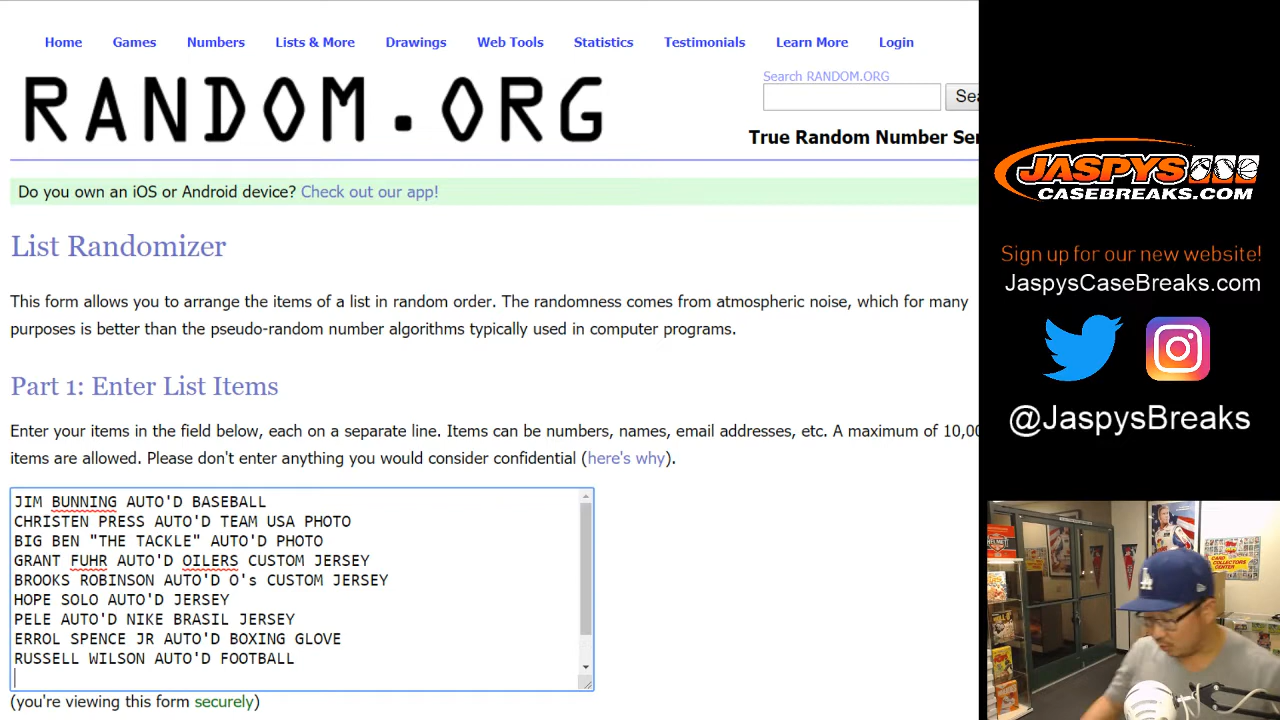 Home Games Numbers Lists & More Drawings Web Tools Statistics Testimonials Learn More Login
RANDOM.ORG
Search RANDOM.ORG
Sea
True Random Number Ser
Do you own an iOS or Android device? Check out our app!
List Randomizer
This form allows you to arrange the items of a list in random order. The randomness comes from atmospheric noise, which for many
purposes is better than the pseudo-random number algorithms typically used in computer programs.
Part 1: Enter List Items
Enter your items in the field below, each on a separate line. Items can be numbers, names, email addresses, etc. A maximum of 10,00
items are allowed. Please don't enter anything you would consider confidential (here's why).
JIM BUNNING AUTO'D BASEBALL
CHRISTEN PRESS AUTO'D TEAM USA PHOTO
BIG BEN "THE TACKLE" AUTO'D PHOTO
GRANT FUHR AUTO'D OILERS CUSTOM JERSEY
BROOKS ROBINSON AUTO'D O's CUSTOM JERSEY
HOPE SOLO AUTO'D JERSEY
PELE AUTO'D NIKE BRASIL JERSEY
ERROL SPENCE JR AUTO'D BOXING GLOVE
RUSSELL WILSON AUTO'D FOOTBALL
(you're viewing this form securely)
JASPYS
CASEBREAKS.COM
Sign up for our new website!
JaspysCaseBreaks.com
@JaspysBreaks
CARD
COLLECTORS
CENTER